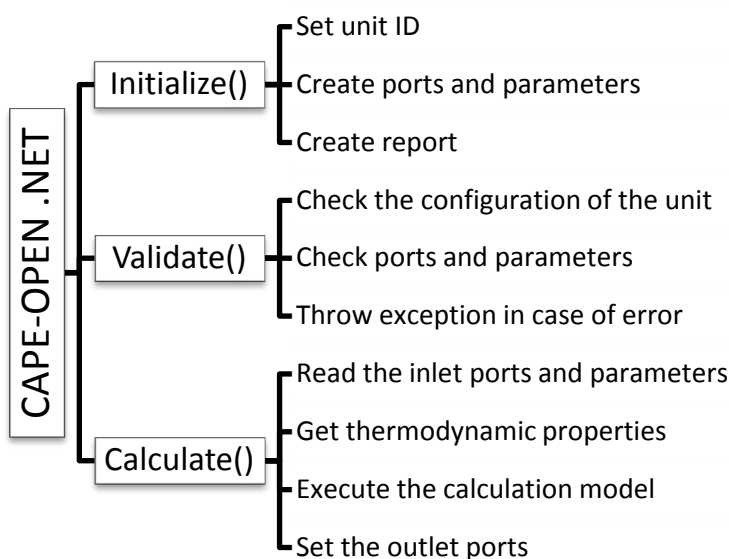 CAPE-OPEN .NET
Initialize()
Set unit ID
Create ports and parameters
Create report
Validate()
Check the configuration of the unit
Check ports and parameters
Throw exception in case of error
Calculate()
Read the inlet ports and parameters
Get thermodynamic properties
Execute the calculation model
Set the outlet ports